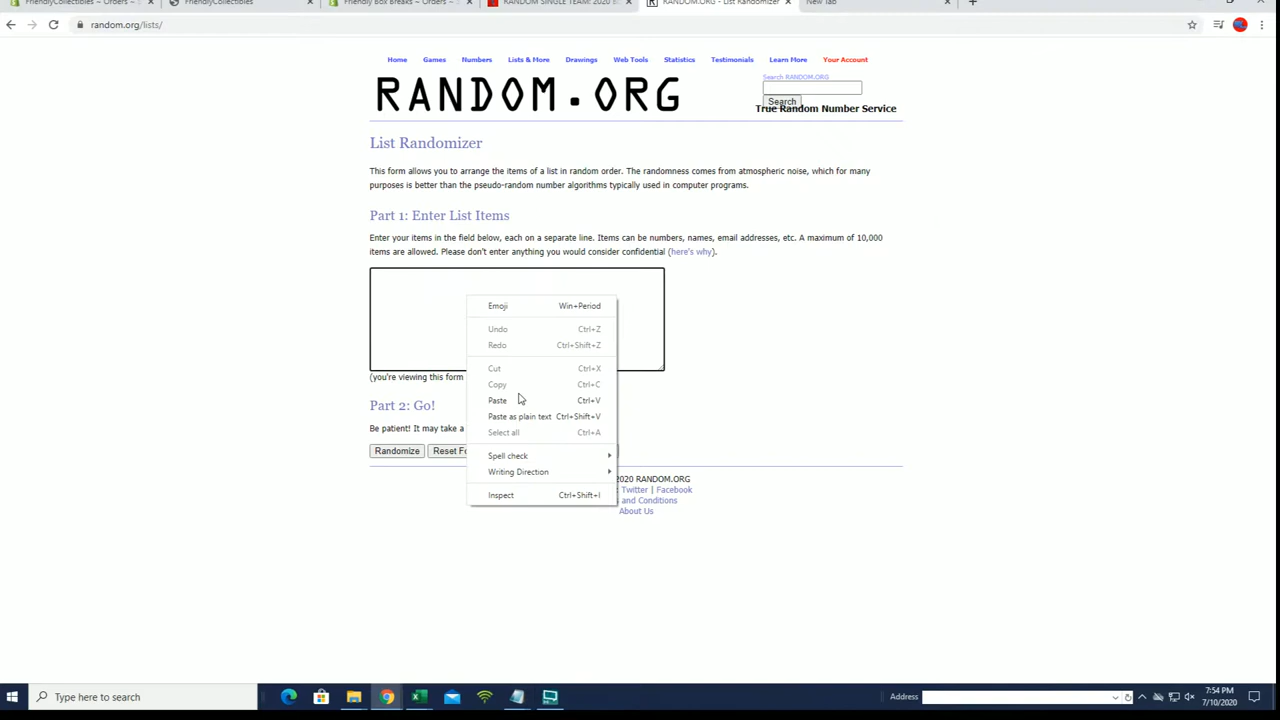 FriendlyCollectibles – Orders –
FriendlyCollectibles
Friendly Box Breaks – Orders –
RANDOM SINGLE TEAM: 2020 B
RANDOM.ORG - List Randomizer
New Tab
random.org/lists/
Home Games Numbers Lists & More Drawings Web Tools Statistics Testimonials Learn More Your Account
RANDOM.ORG
Search RANDOM.ORG
Search
True Random Number Service
List Randomizer
This form allows you to arrange the items of a list in random order. The randomness comes from atmospheric noise, which for many
purposes is better than the pseudo-random number algorithms typically used in computer programs.
Part 1: Enter List Items
Enter your items in the field below, each on a separate line. Items can be numbers, names, email addresses, etc. A maximum of 10,000
items are allowed. Please don't enter anything you would consider confidential (here's why).
Emoji Win+Period
Undo Ctrl+Z
Redo Ctrl+Shift+Z
Cut Ctrl+X
Copy Ctrl+C
Paste Ctrl+V
Paste as plain text Ctrl+Shift+V
Select all Ctrl+A
Spell check
Writing Direction
Inspect Ctrl+Shift+I
(you're viewing this form
Part 2: Go!
Be patient! It may take a
Randomize Reset Fo
2020 RANDOM.ORG
Twitter | Facebook
s and Conditions
About Us
Type here to search
Address
7:54 PM
7/10/2020